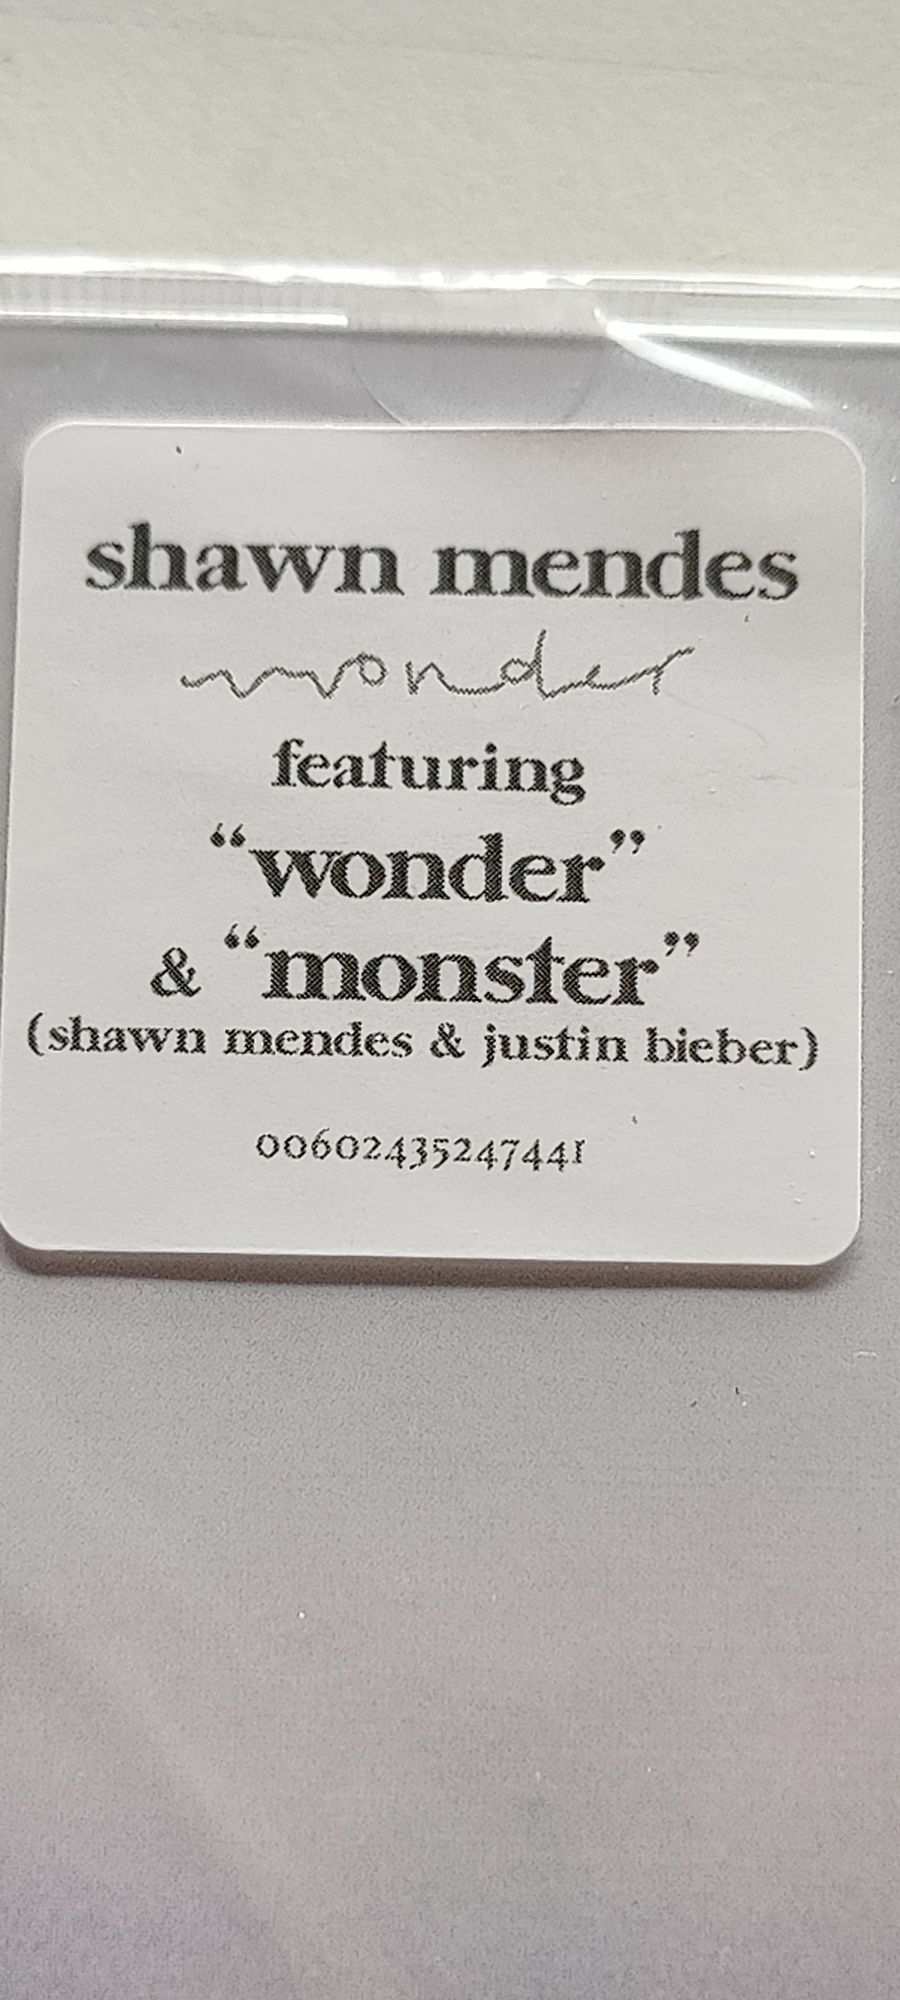 shawn mendes
wonder
featuring
“wonder”
& “monster”
(shawn mendes & justin bieber)
00602435247441